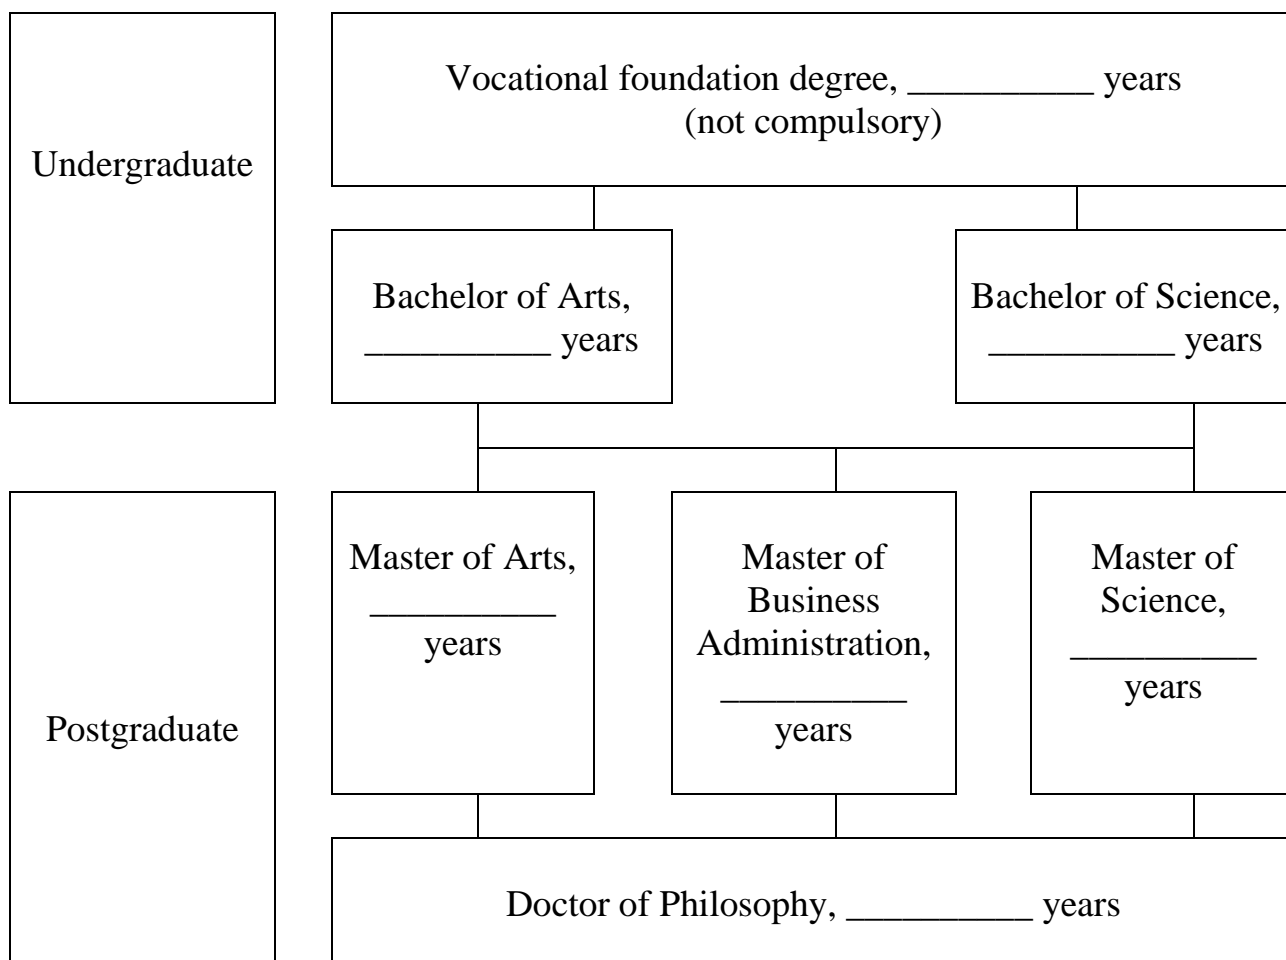 Vocational foundation degree, __________ years
(not compulsory)
Undergraduate
Bachelor of Arts,
__________ years
Bachelor of Science,
__________ years
Master of Arts,
__________
years
Master of
Business
Administration,
__________
years
Master of
Science,
__________
years
Postgraduate
Doctor of Philosophy, __________ years